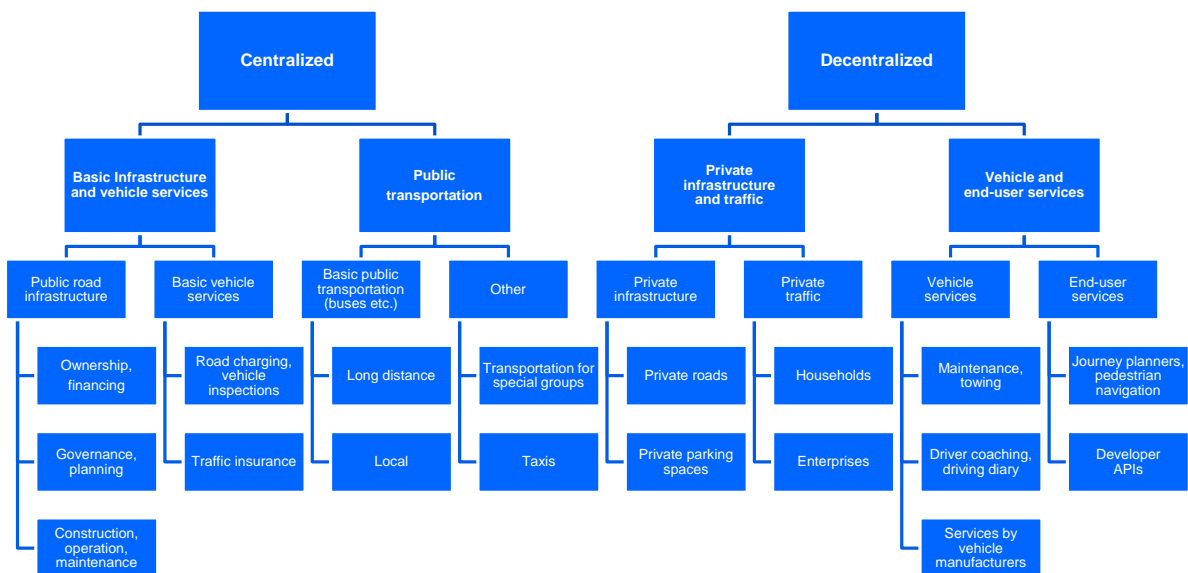 Centralized
Decentralized
Basic Infrastructure
and vehicle services
Public
transportation
Private
infrastructure
and traffic
Vehicle and
end-user services
Public road
infrastructure
Basic vehicle
services
Basic public
transportation
(buses etc.)
Other
Private
infrastructure
Private
traffic
Vehicle
services
End-user
services
Ownership,
financing
Road charging,
vehicle
inspections
Long distance
Transportation for
special groups
Private roads
Households
Maintenance,
towing
Journey planners,
pedestrian
navigation
Governance,
planning
Traffic insurance
Local
Taxis
Private parking
spaces
Enterprises
Driver coaching,
driving diary
Developer
APIs
Construction,
operation,
maintenance
Services by
vehicle
manufacturers